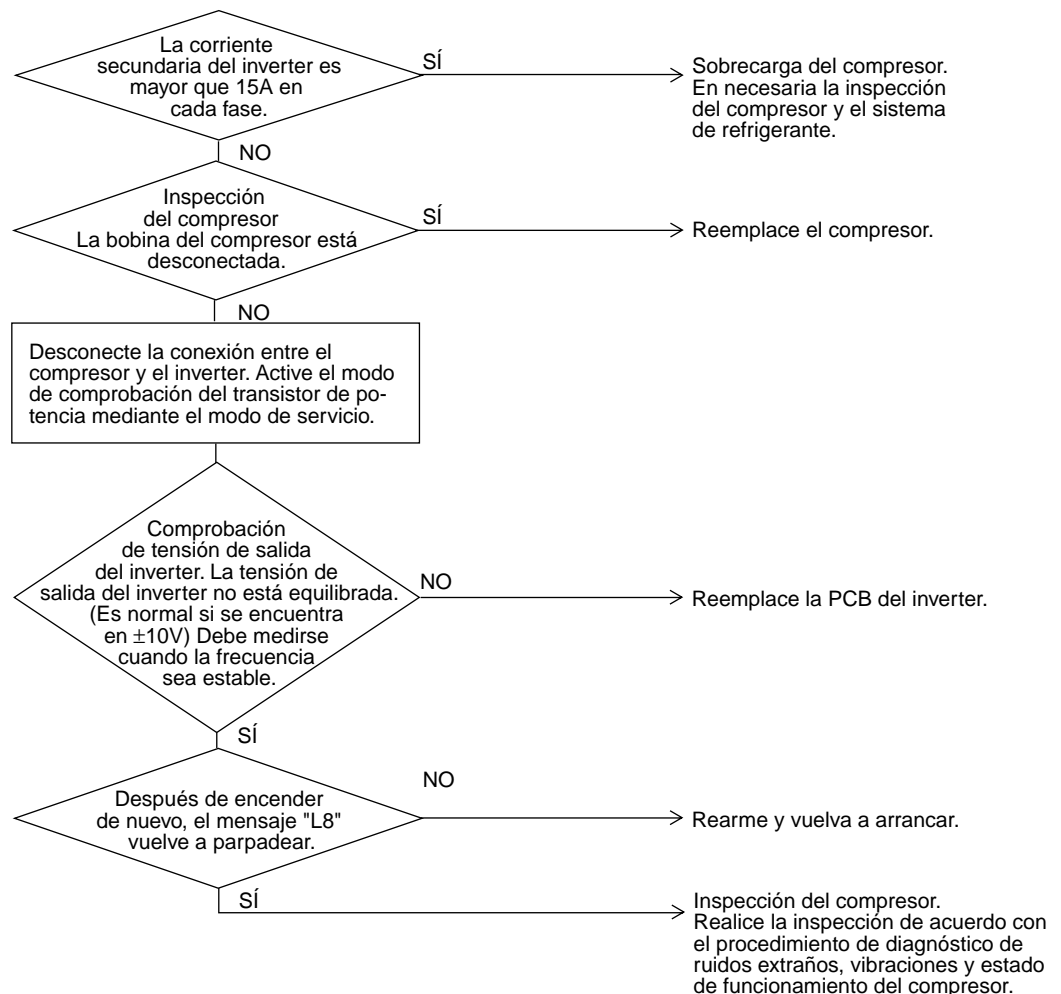 La corriente
secundaria del inverter es
mayor que 15A en
cada fase.
SÍ
Sobrecarga del compresor.
En necesaria la inspección
del compresor y el sistema
de refrigerante.
NO
Inspección
del compresor
La bobina del compresor está
desconectada.
SÍ
Reemplace el compresor.
NO
Desconecte la conexión entre el
compresor y el inverter. Active el modo
de comprobación del transistor de po-
tencia mediante el modo de servicio.
Comprobación
de tensión de salida
del inverter. La tensión de
salida del inverter no está equilibrada.
(Es normal si se encuentra
en ±10V) Debe medirse
cuando la frecuencia
sea estable.
NO
Reemplace la PCB del inverter.
SÍ
Después de encender
de nuevo, el mensaje "L8"
vuelve a parpadear.
NO
Rearme y vuelva a arrancar.
SÍ
Inspección del compresor.
Realice la inspección de acuerdo con
el procedimiento de diagnóstico de
ruidos extraños, vibraciones y estado
de funcionamiento del compresor.